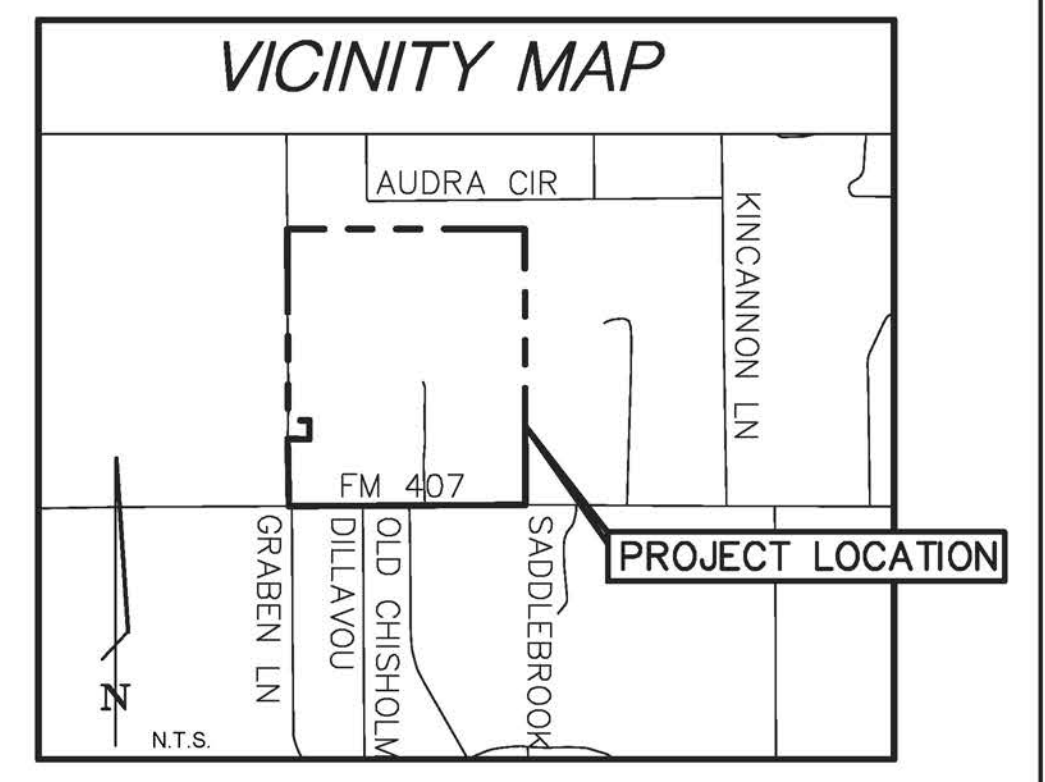 VICINITY MAP
AUDRA CIR
KINCANNON LN
FM 407
GRABEN LN
DILLAVOU
OLD CHISHOLM
SADDLEBROOK
PROJECT LOCATION
N
N.T.S.